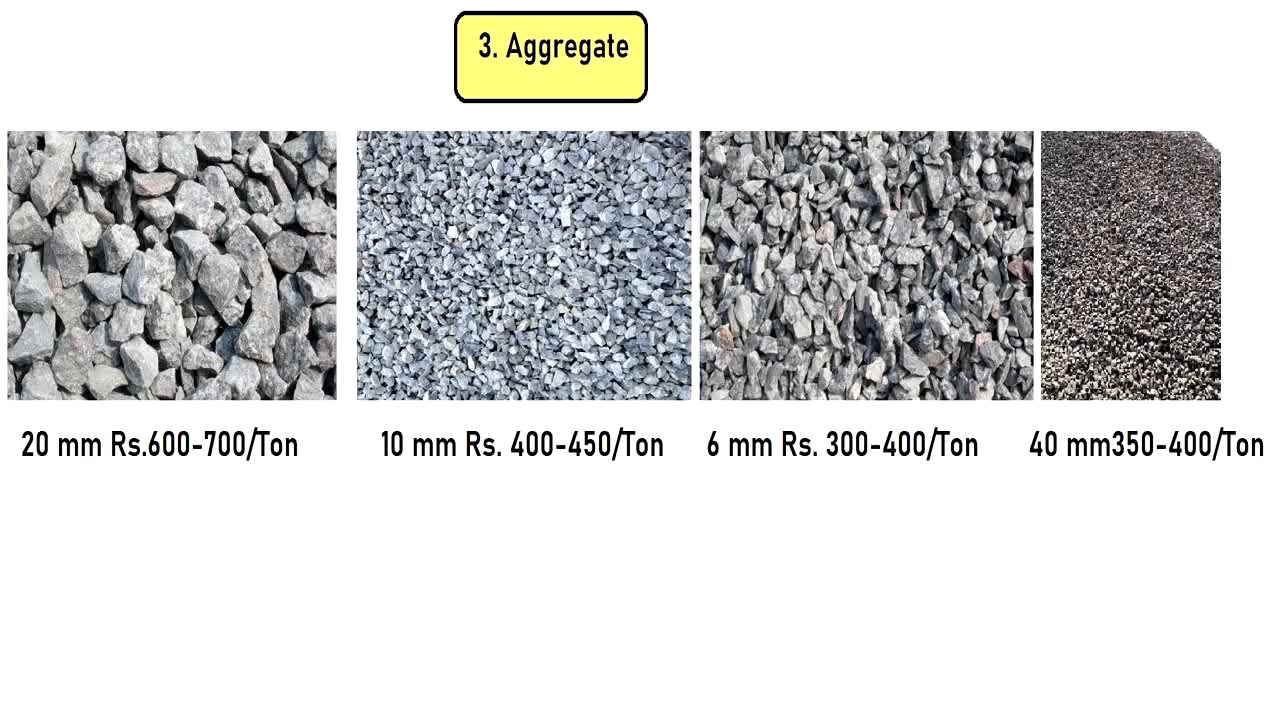 3. Aggregate
20 mm Rs.600-700/Ton
10 mm Rs. 400-450/Ton
6 mm Rs. 300-400/Ton
40 mm350-400/Ton